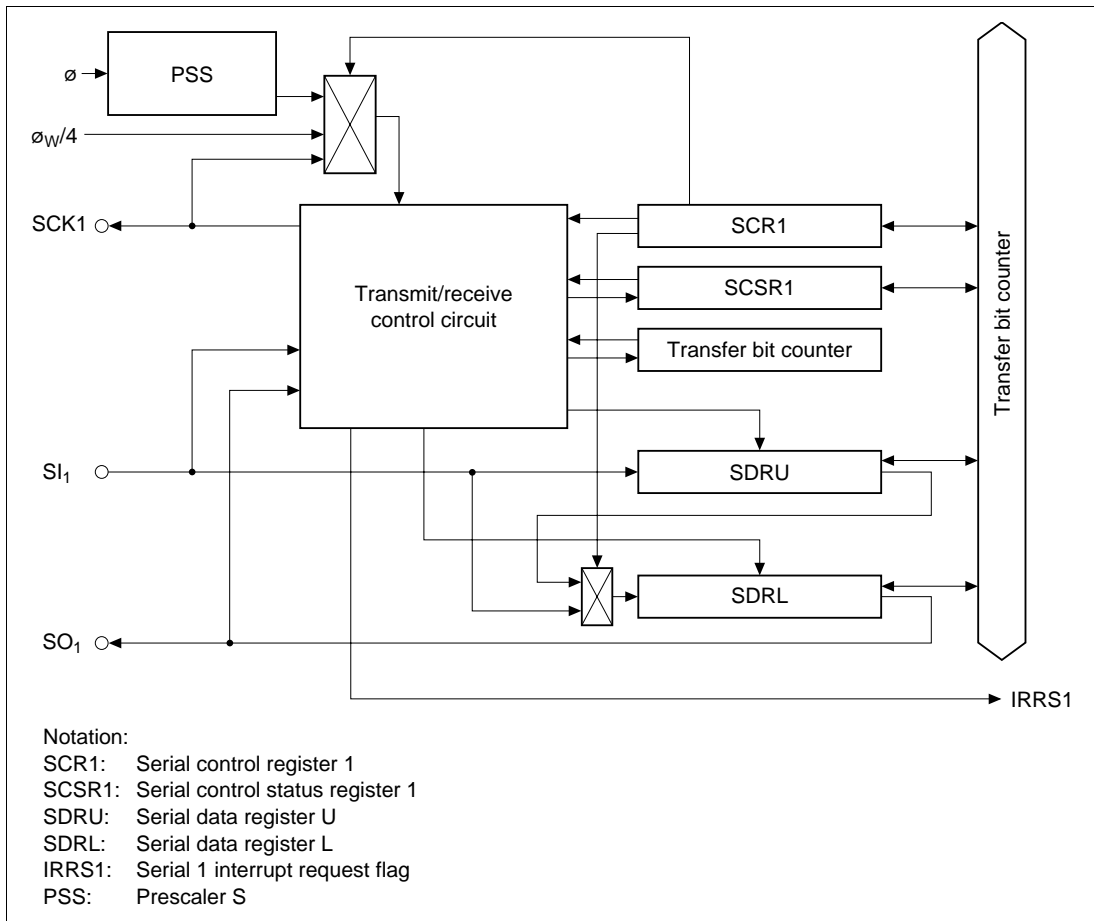 ø
PSS
øW/4
SCK1
SCR1
SCSR1
Transmit/receive
control circuit
Transfer bit counter
Transfer bit counter
SI1
SDRU
SDRL
SO1
IRRS1
Notation:
SCR1: Serial control register 1
SCSR1: Serial control status register 1
SDRU: Serial data register U
SDRL: Serial data register L
IRRS1: Serial 1 interrupt request flag
PSS: Prescaler S